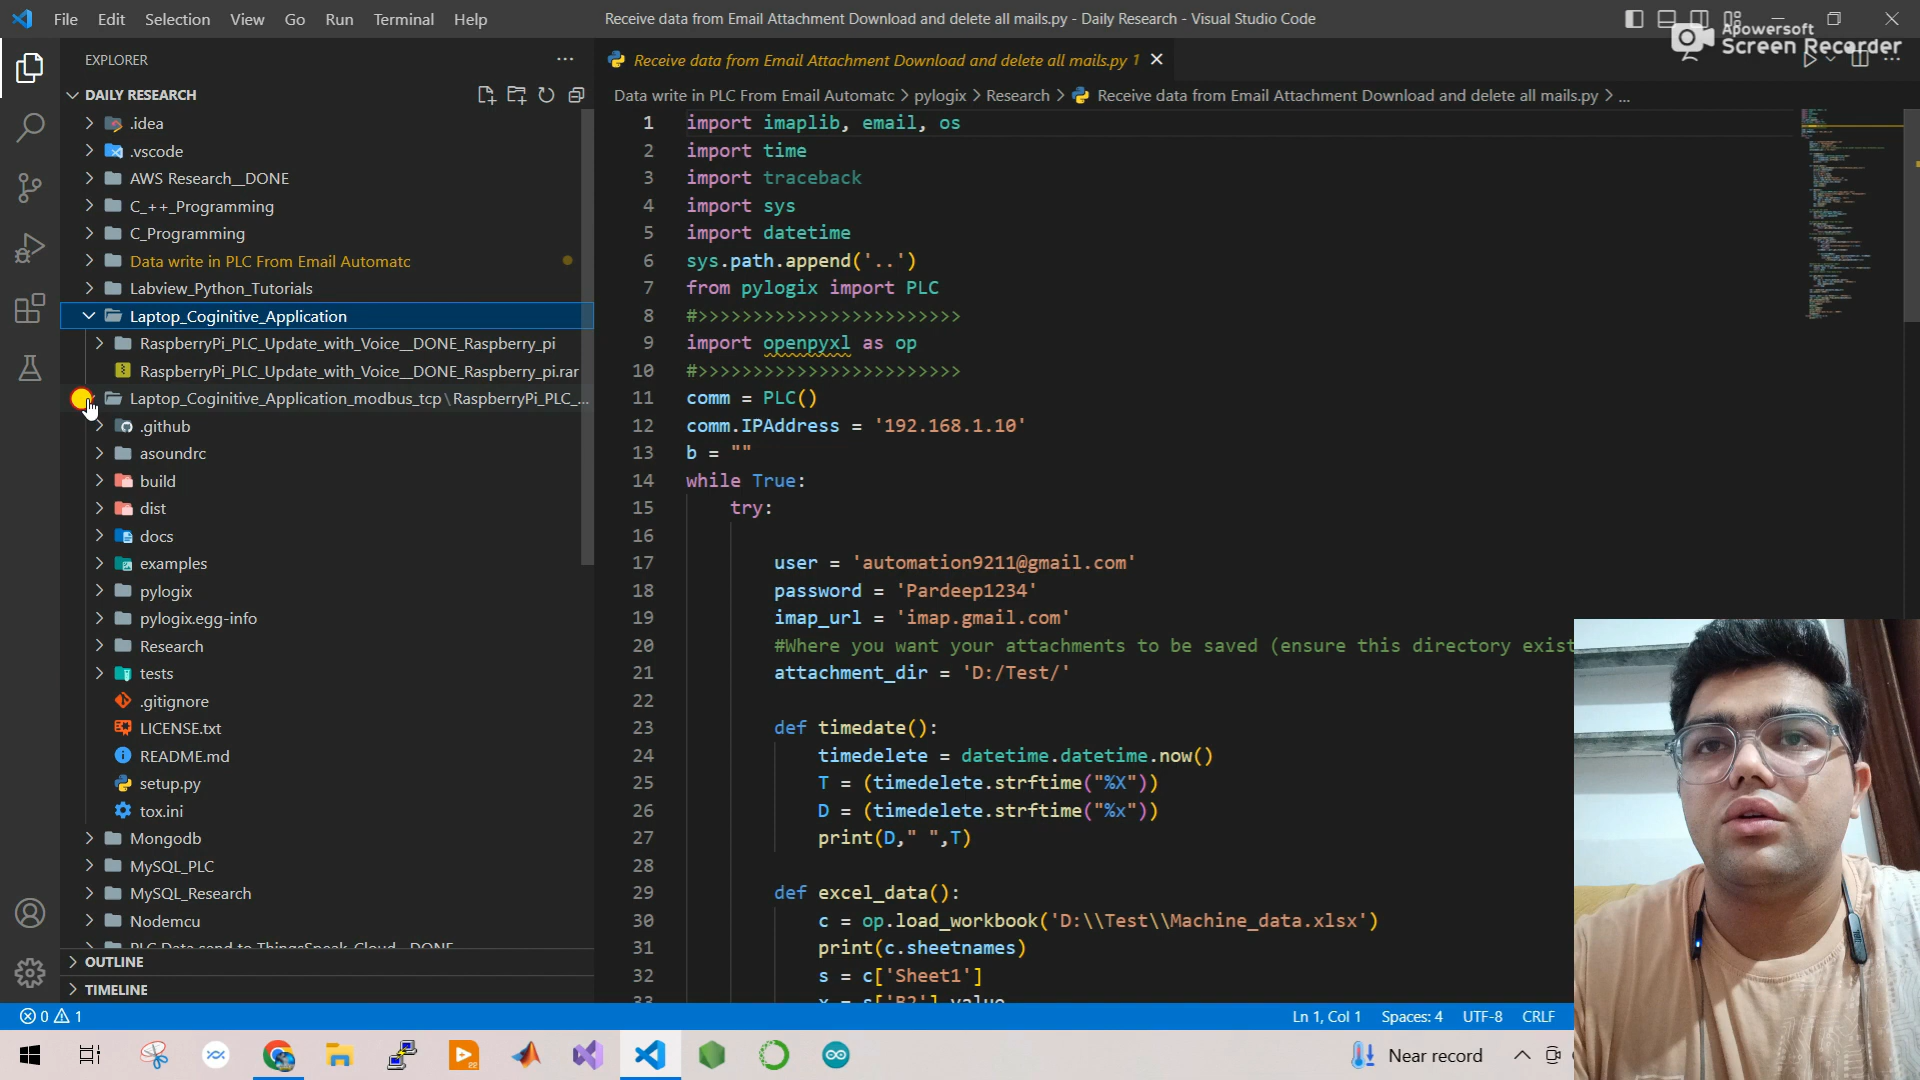 File Edit Selection View Go Run Terminal Help
Receive data from Email Attachment Download and delete all mails.py - Daily Research - Visual Studio Code
Apowersoft
Screen Recorder
EXPLORER
DAILY RESEARCH
.idea
.vscode
AWS Research__DONE
C_++_Programming
C_Programming
Data write in PLC From Email Automatc
Labview_Python_Tutorials
Laptop_Coginitive_Application
RaspberryPi_PLC_Update_with_Voice__DONE_Raspberry_pi
RaspberryPi_PLC_Update_with_Voice__DONE_Raspberry_pi.rar
Laptop_Coginitive_Application_modbus_tcp\RaspberryPi_PLC_...
.github
asoundrc
build
dist
docs
examples
pylogix
pylogix.egg-info
Research
tests
.gitignore
LICENSE.txt
README.md
setup.py
tox.ini
Mongodb
MySQL_PLC
MySQL_Research
Nodemcu
PLC Data send to ThingsSpeak Cloud__DONE
OUTLINE
TIMELINE
Receive data from Email Attachment Download and delete all mails.py 1
Data write in PLC From Email Automatc > pylogix > Research > Receive data from Email Attachment Download and delete all mails.py > ...
1 import imaplib, email, os
2 import time
3 import traceback
4 import sys
5 import datetime
6 sys.path.append('..')
7 from pylogix import PLC
8 #>>>>>>>>>>>>>>>>>>>>>>>>
9 import openpyxl as op
10 #>>>>>>>>>>>>>>>>>>>>>>>>
11 comm = PLC()
12 comm.IPAddress = '192.168.1.10'
13 b = ""
14 while True:
15 try:
16
17 user = 'automation9211@gmail.com'
18 password = 'Pardeep1234'
19 imap_url = 'imap.gmail.com'
20 #Where you want your attachments to be saved (ensure this directory exist
21 attachment_dir = 'D:/Test/'
22
23 def timedate():
24 timedelete = datetime.datetime.now()
25 T = (timedelete.strftime("%X"))
26 D = (timedelete.strftime("%x"))
27 print(D," ",T)
28
29 def excel_data():
30 c = op.load_workbook('D:\\Test\\Machine_data.xlsx')
31 print(c.sheetnames)
32 s = c['Sheet1']
33 x = s['B2'].value
0 1
Ln 1, Col 1 Spaces: 4 UTF-8 CRLF
Near record